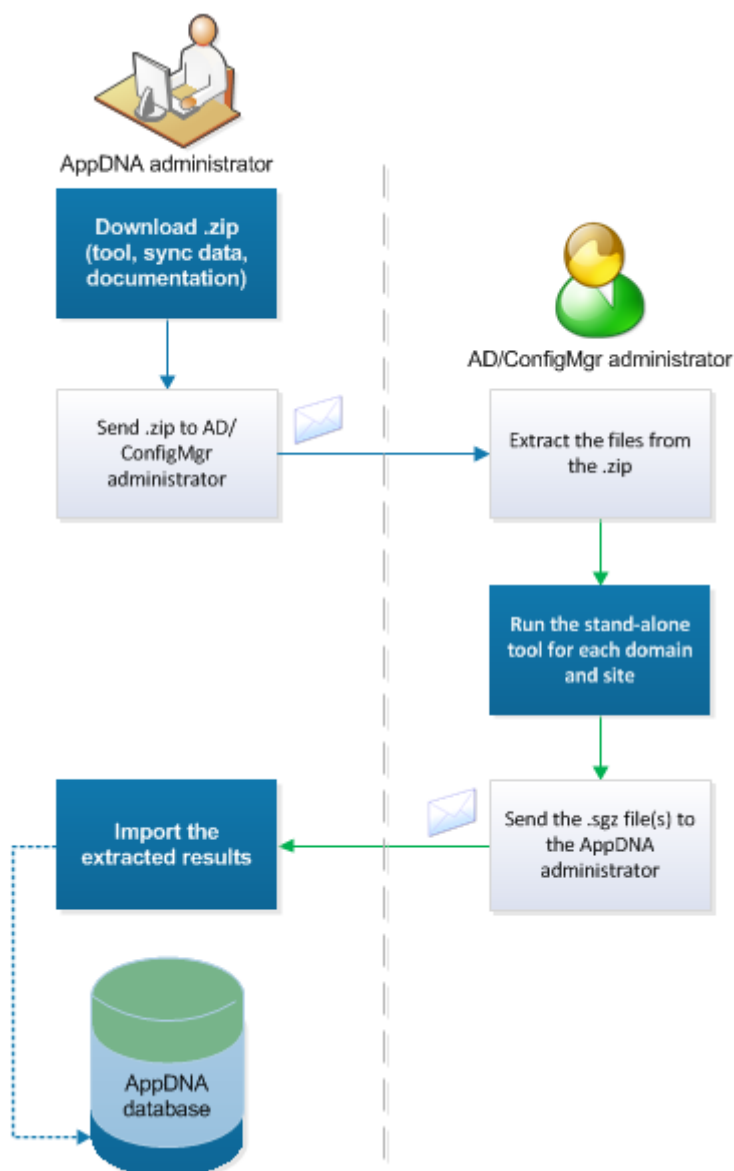 AppDNA administrator
Download .zip
(tool, sync data,
documentation)
AD/ConfigMgr administrator
Send .zip to AD/
ConfigMgr
administrator
Extract the files from
the .zip
Run the stand-alone
tool for each domain
and site
Send the .sgz file(s) to
the AppDNA
administrator
Import the
extracted results
AppDNA
database